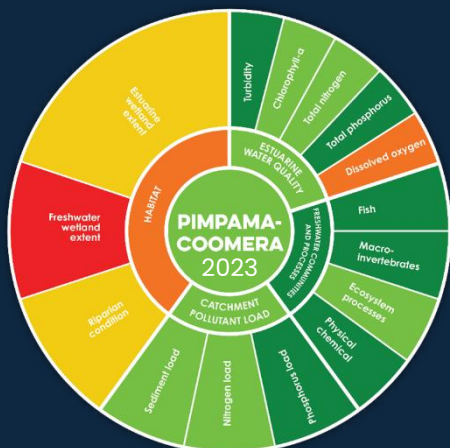 PIMPAMA-
COOMERA
2023
ESTUARINE
WATER QUALITY
Turbidity
Chlorophyll-a
Total nitrogen
Total phosphorus
Dissolved oxygen
FRESHWATER COMMUNITIES
AND PROCESSES
Fish
Macro-
invertebrates
Ecosystem
processes
Physical
chemical
CATCHMENT
POLLUTANT LOAD
Phosphorus load
Nitrogen load
Sediment load
HABITAT
Riparian
condition
Freshwater
wetland
extent
Estuarine
wetland
extent